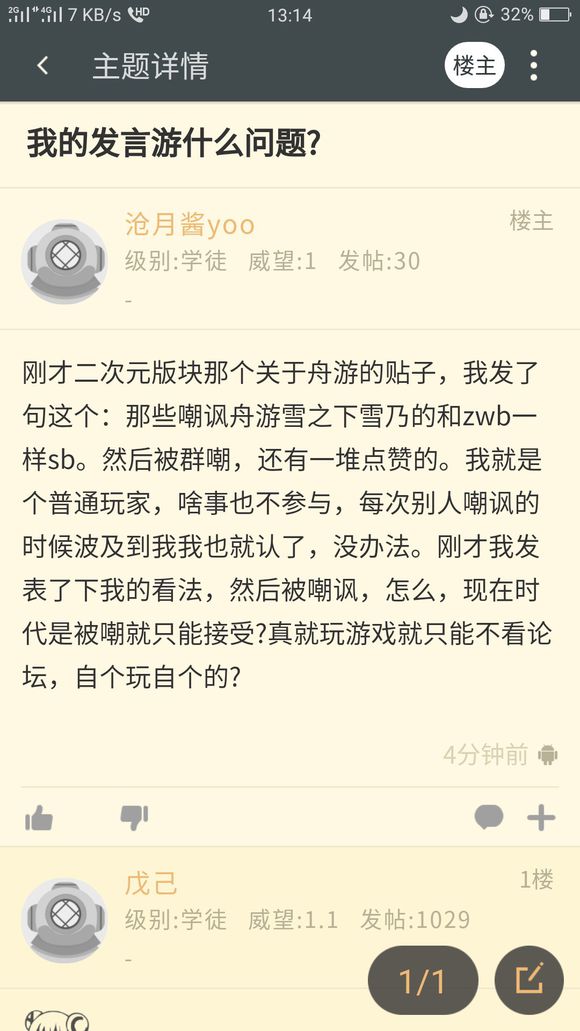 2G 4G 7 KB/s HD 13:14 32%
主题详情 楼主
我的发言游什么问题?
沧月酱yoo 楼主
级别:学徒 威望:1 发帖:30
-
刚才二次元版块那个关于舟游的贴子，我发了
句这个：那些嘲讽舟游雪之下雪乃的和zwb一
样sb。然后被群嘲，还有一堆点赞的。我就是
个普通玩家，啥事也不参与，每次别人嘲讽的
时候波及到我我也就认了，没办法。刚才我发
表了下我的看法，然后被嘲讽，怎么，现在时
代是被嘲就只能接受?真就玩游戏就只能不看论
坛，自个玩自个的?
4分钟前
戊己 1楼
级别:学徒 威望:1.1 发帖:1029
-
1/1